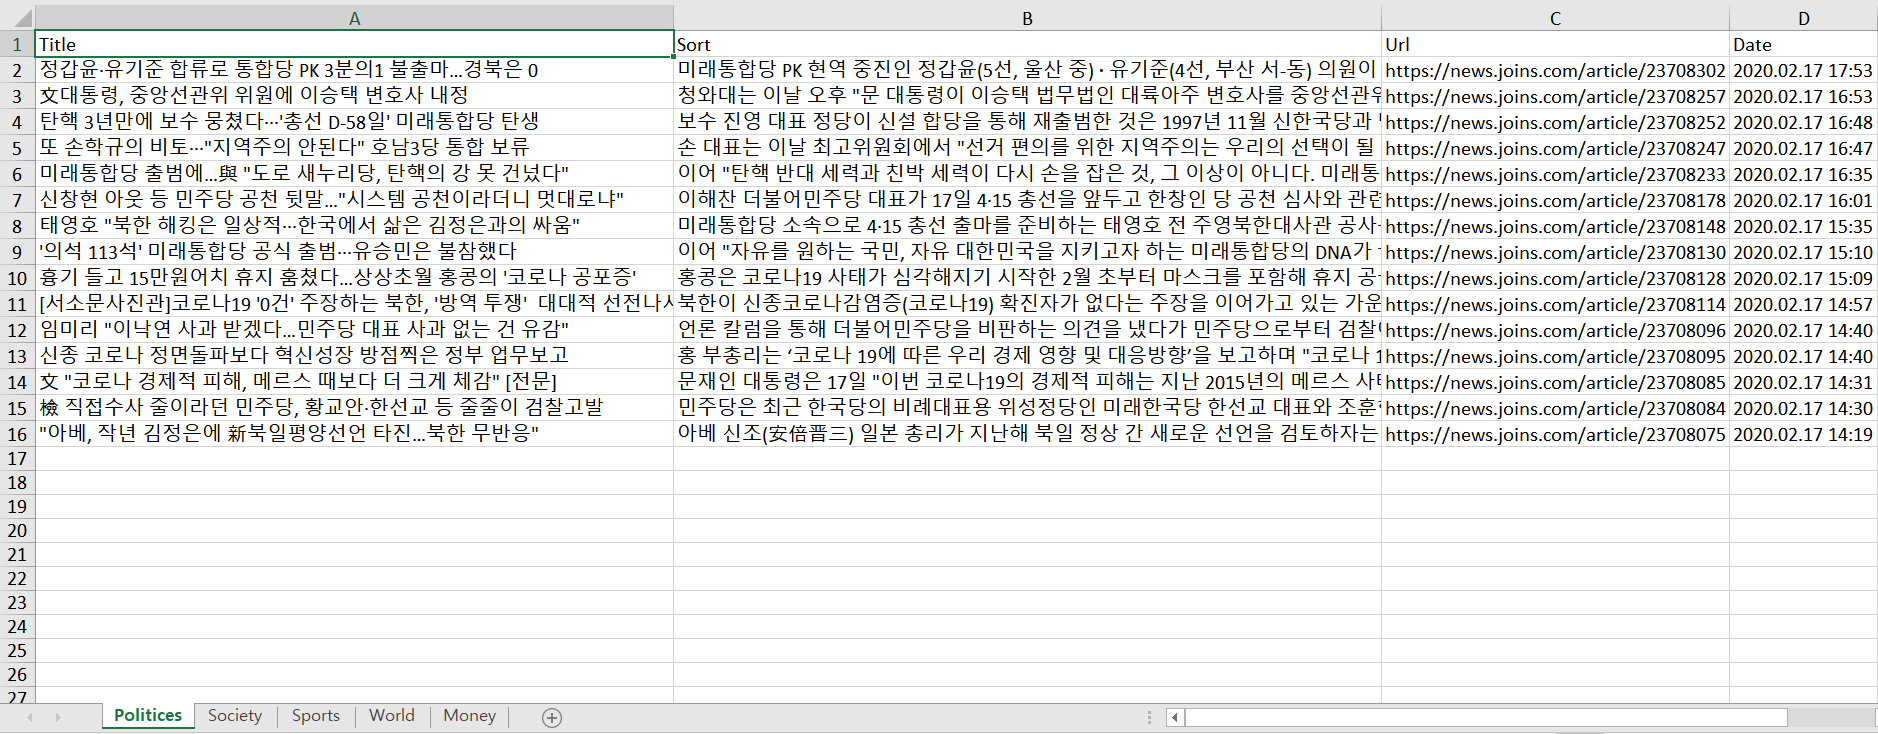 A B C D
1 Title Sort Url Date
2 정갑윤·유기준 합류로 통합당 PK 3분의1 불출마...경북은 0 미래통합당 PK 현역 중진인 정갑윤(5선, 울산 중)·유기준(4선, 부산 서-동) 의원이 https://news.joins.com/article/23708302 2020.02.17 17:53
3 文대통령, 중앙선관위 위원에 이승택 변호사 내정 청와대는 이날 오후 "문 대통령이 이승택 법무법인 대륙아주 변호사를 중앙선관위 https://news.joins.com/article/23708257 2020.02.17 16:53
4 탄핵 3년만에 보수 뭉쳤다…'총선 D-58일' 미래통합당 탄생 보수 진영 대표 정당이 신설 합당을 통해 재출범한 것은 1997년 11월 신한국당과 https://news.joins.com/article/23708252 2020.02.17 16:48
5 또 손학규의 비토…"지역주의 안된다" 호남3당 통합 보류 손 대표는 이날 최고위원회에서 "선거 편의를 위한 지역주의는 우리의 선택이 될 https://news.joins.com/article/23708247 2020.02.17 16:47
6 미래통합당 출범에...與 "도로 새누리당, 탄핵의 강 못 건넜다" 이어 "탄핵 반대 세력과 친박 세력이 다시 손을 잡은 것, 그 이상이 아니다. 미래통 https://news.joins.com/article/23708233 2020.02.17 16:35
7 신창현 아웃 등 민주당 공천 뒷말..."시스템 공천이라더니 멋대로냐" 이해찬 더불어민주당 대표가 17일 4·15 총선을 앞두고 한창인 당 공천 심사와 관련 https://news.joins.com/article/23708178 2020.02.17 16:01
8 태영호 "북한 해킹은 일상적…한국에서 삶은 김정은과의 싸움" 미래통합당 소속으로 4·15 총선 출마를 준비하는 태영호 전 주영북한대사관 공사 https://news.joins.com/article/23708148 2020.02.17 15:35
9 '의석 113석' 미래통합당 공식 출범…유승민은 불참했다 이어 "자유를 원하는 국민, 자유 대한민국을 지키고자 하는 미래통합당의 DNA가 https://news.joins.com/article/23708130 2020.02.17 15:10
10 흉기 들고 15만원어치 휴지 훔쳤다...상상초월 홍콩의 '코로나 공포증' 홍콩은 코로나19 사태가 심각해지기 시작한 2월 초부터 마스크를 포함해 휴지 https://news.joins.com/article/23708128 2020.02.17 15:09
11 [서소문사진관]코로나19 '0건' 주장하는 북한, '방역 투쟁' 대대적 선전나서 북한이 신종코로나감염증(코로나19) 확진자가 없다는 주장을 이어가고 있는 가운 https://news.joins.com/article/23708114 2020.02.17 14:57
12 임미리 "이낙연 사과 받겠다...민주당 대표 사과 없는 건 유감" 언론 칼럼을 통해 더불어민주당을 비판하는 의견을 냈다가 민주당으로부터 https://news.joins.com/article/23708096 2020.02.17 14:40
13 신종 코로나 정면돌파보다 혁신성장 방점찍은 정부 업무보고 홍 부총리는 ‘코로나 19에 따른 우리 경제 영향 및 대응방향’을 보고하며 "코로나 https://news.joins.com/article/23708095 2020.02.17 14:40
14 文 "코로나 경제적 피해, 메르스 때보다 더 크게 체감" [전문] 문재인 대통령은 17일 "이번 코로나19의 경제적 피해는 지난 2015년의 메르스 https://news.joins.com/article/23708085 2020.02.17 14:31
15 檢 직접수사 줄이라던 민주당, 황교안·한선교 등 줄줄이 검찰고발 민주당은 최근 한국당의 비례대표용 위성정당인 미래한국당 한선교 대표와 https://news.joins.com/article/23708084 2020.02.17 14:30
16 "아베, 작년 김정은에 新북일평양선언 타진...북한 무반응" 아베 신조(安倍晋三) 일본 총리가 지난해 북일 정상 간 새로운 선언을 검토하자는 https://news.joins.com/article/23708075 2020.02.17 14:19
17
18
19
20
21
22
23
24
25
26
27
Politices Society Sports World Money